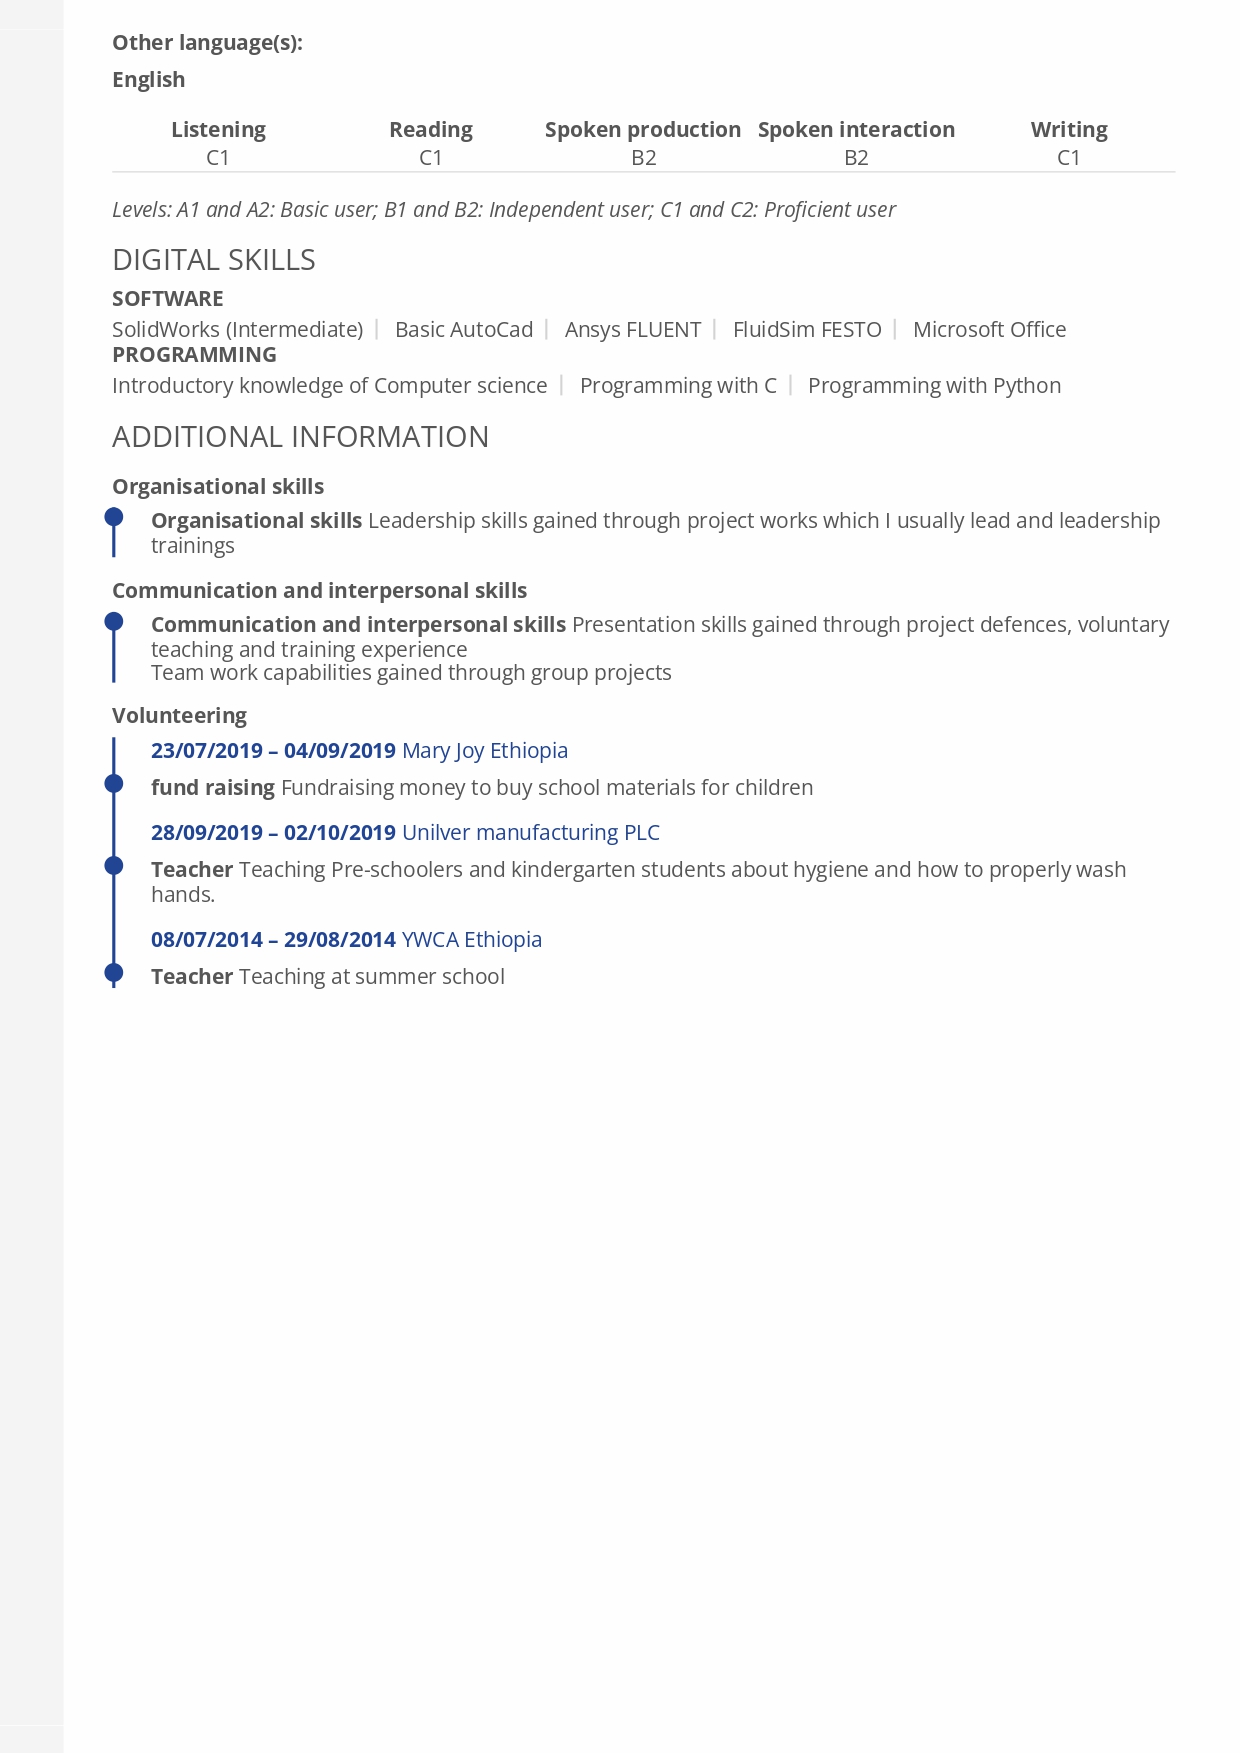 Other language(s):
English
Listening Reading Spoken production Spoken interaction Writing
C1 C1 B2 B2 C1
Levels: A1 and A2: Basic user; B1 and B2: Independent user; C1 and C2: Proficient user
DIGITAL SKILLS
SOFTWARE
SolidWorks (Intermediate) | Basic AutoCad | Ansys FLUENT | FluidSim FESTO | Microsoft Office
PROGRAMMING
Introductory knowledge of Computer science | Programming with C | Programming with Python
ADDITIONAL INFORMATION
Organisational skills
Organisational skills Leadership skills gained through project works which I usually lead and leadership
trainings
Communication and interpersonal skills
Communication and interpersonal skills Presentation skills gained through project defences, voluntary
teaching and training experience
Team work capabilities gained through group projects
Volunteering
23/07/2019 – 04/09/2019 Mary Joy Ethiopia
fund raising Fundraising money to buy school materials for children
28/09/2019 – 02/10/2019 Unilver manufacturing PLC
Teacher Teaching Pre-schoolers and kindergarten students about hygiene and how to properly wash
hands.
08/07/2014 – 29/08/2014 YWCA Ethiopia
Teacher Teaching at summer school